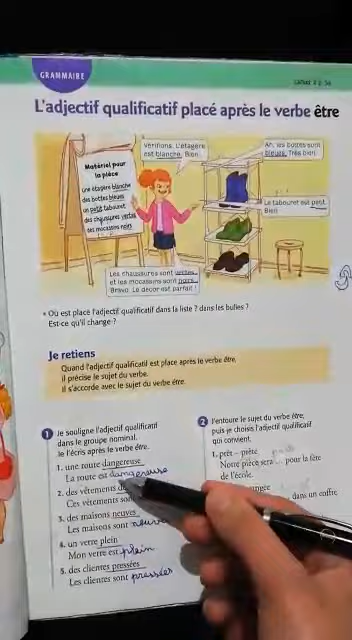 GRAMMAIRE
L'adjectif qualificatif placé après le verbe être
Matériel pour
la pièce
une étagère blanche
des bottes bleues
un petit tabouret
des chaussures vertes
des mocassins noirs
Vérifions. L'étagère
est blanche. Bien.
Ah, les bottes sont
bleues. Très bien.
Le tabouret est petit.
Bien.
Les chaussures sont vertes
et les mocassins sont noirs.
Bravo. Le décor est parfait !
• Où est placé l'adjectif qualificatif dans la liste ? dans les bulles ?
Est-ce qu'il change ?
Je retiens
Quand l'adjectif qualificatif est placé après le verbe être,
il précise le sujet du verbe.
Il s'accorde avec le sujet du verbe être.
1 Je souligne l'adjectif qualificatif
dans le groupe nominal.
Je l'écris après le verbe être.
1. une route dangereuse
La route est dangereuse
2. des vêtements
Ces vêtements sont
3. des maisons neuves
Les maisons sont neuves
4. un verre plein
Mon verre est plein
5. des clientes pressées
Les clientes sont pressées
2 J'entoure le sujet du verbe être,
puis je choisis l'adjectif qualificatif
qui convient.
1. prêt – prête
Notre pièce sera ... pour la fête
de l'école.
... dans un coffre